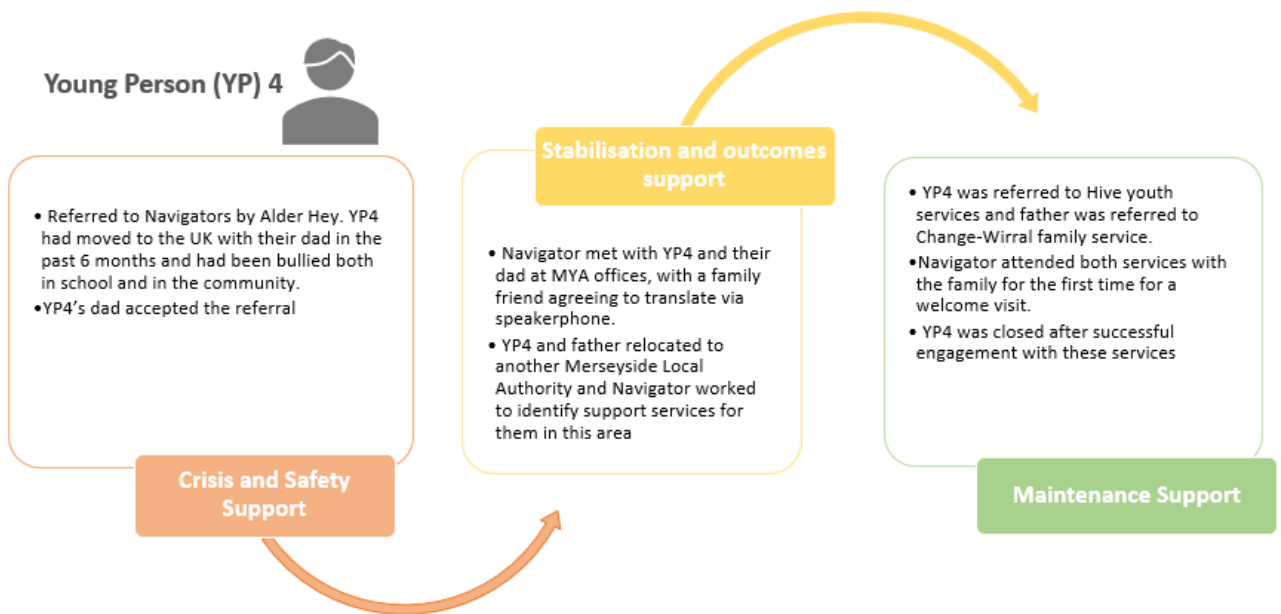 Young Person (YP) 4
• Referred to Navigators by Alder Hey. YP4
had moved to the UK with their dad in the
past 6 months and had been bullied both
in school and in the community.
•YP4's dad accepted the referral
Crisis and Safety
Support
Stabilisation and outcomes
support
• Navigator met with YP4 and their
dad at MYA offices, with a family
friend agreeing to translate via
speakerphone.
• YP4 and father relocated to
another Merseyside Local
Authority and Navigator worked
to identify support services for
them in this area
• YP4 was referred to Hive youth
services and father was referred to
Change-Wirral family service.
•Navigator attended both services with
the family for the first time for a
welcome visit.
• YP4 was closed after successful
engagement with these services
Maintenance Support